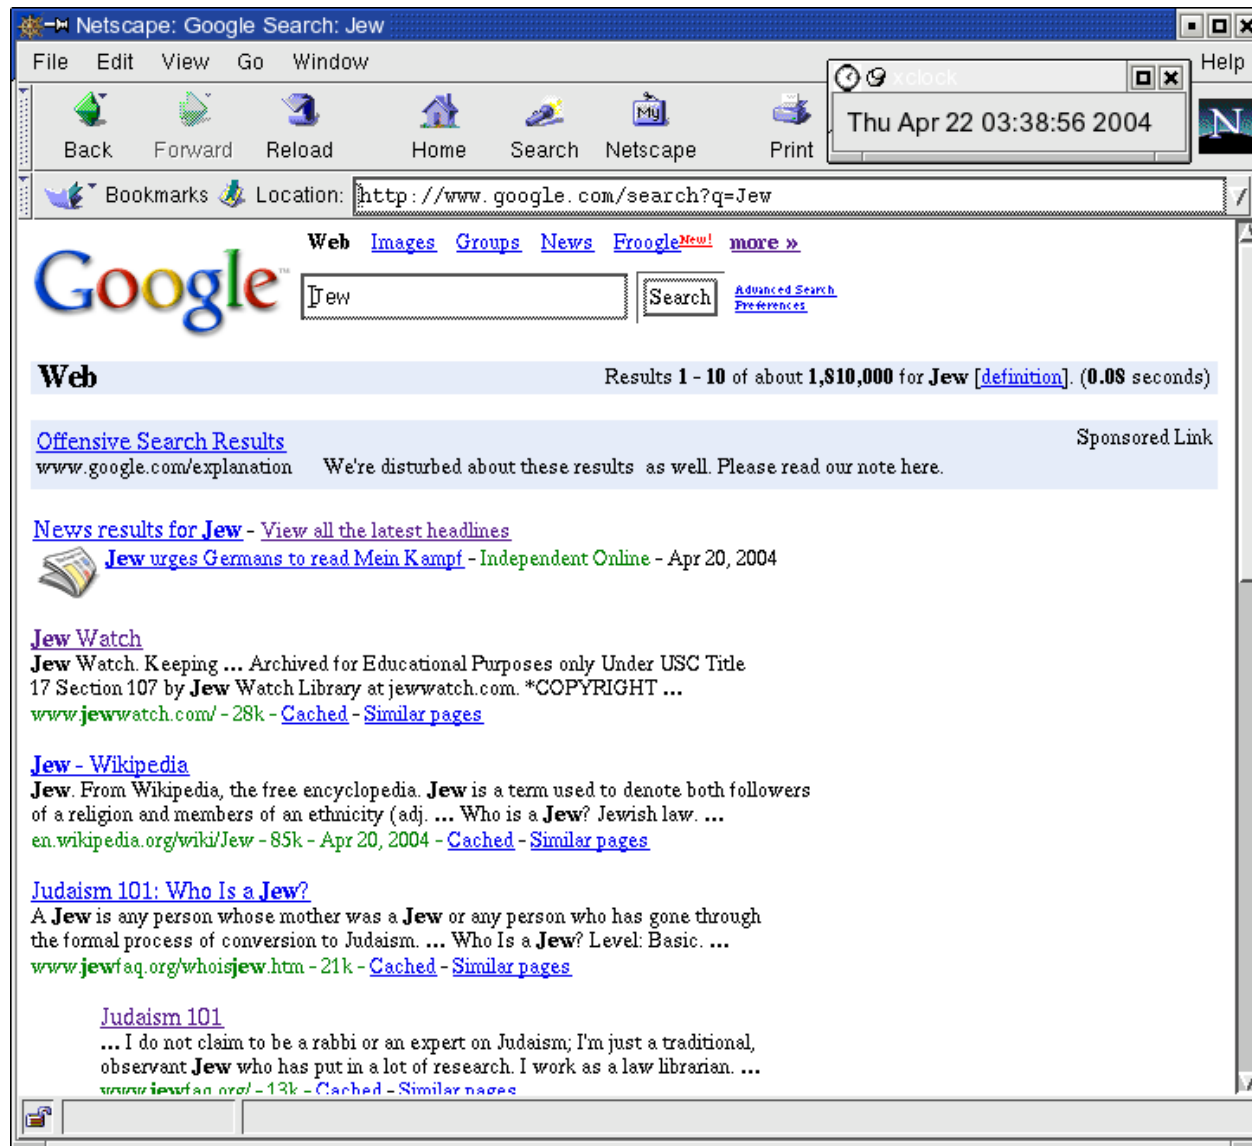 Netscape: Google Search: Jew
File Edit View Go Window Help
xclock
Thu Apr 22 03:38:56 2004
Back Forward Reload Home Search Netscape Print
My
N
Bookmarks Location: http://www.google.com/search?q=Jew
Web Images Groups News Froogle New! more »
Google™
Jew Search Advanced Search
Preferences
Web Results 1 - 10 of about 1,810,000 for Jew [definition]. (0.08 seconds)
Offensive Search Results Sponsored Link
www.google.com/explanation We're disturbed about these results as well. Please read our note here.
News results for Jew - View all the latest headlines
Jew urges Germans to read Mein Kampf - Independent Online - Apr 20, 2004
Jew Watch
Jew Watch. Keeping ... Archived for Educational Purposes only Under USC Title
17 Section 107 by Jew Watch Library at jewwatch.com. *COPYRIGHT ...
www.jewwatch.com/ - 28k - Cached - Similar pages
Jew - Wikipedia
Jew. From Wikipedia, the free encyclopedia. Jew is a term used to denote both followers
of a religion and members of an ethnicity (adj. ... Who is a Jew? Jewish law. ...
en.wikipedia.org/wiki/Jew - 85k - Apr 20, 2004 - Cached - Similar pages
Judaism 101: Who Is a Jew?
A Jew is any person whose mother was a Jew or any person who has gone through
the formal process of conversion to Judaism. ... Who Is a Jew? Level: Basic. ...
www.jewfaq.org/whoisjew.htm - 21k - Cached - Similar pages
Judaism 101
... I do not claim to be a rabbi or an expert on Judaism; I'm just a traditional,
observant Jew who has put in a lot of research. I work as a law librarian. ...
www.jewfaq.org/ - 13k - Cached - Similar pages